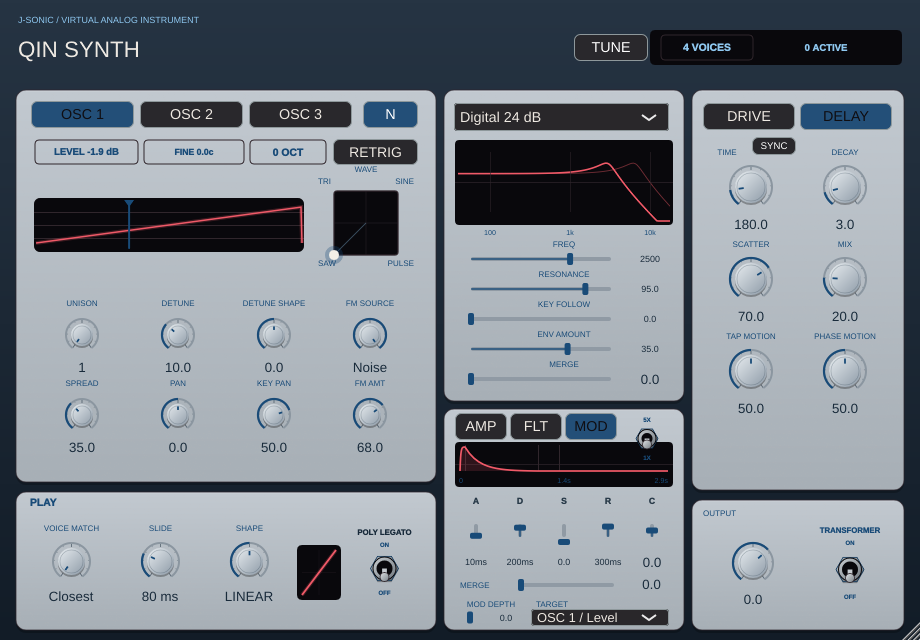 J-SONIC / VIRTUAL ANALOG INSTRUMENT
QIN SYNTH
TUNE
4 VOICES
0 ACTIVE
OSC 1
OSC 2
OSC 3
N
LEVEL -1.9 dB
FINE 0.0c
0 OCT
RETRIG
WAVE
TRI
SINE
SAW
PULSE
UNISON
DETUNE
DETUNE SHAPE
FM SOURCE
1
10.0
0.0
Noise
SPREAD
PAN
KEY PAN
FM AMT
35.0
0.0
50.0
68.0
PLAY
VOICE MATCH
SLIDE
SHAPE
POLY LEGATO
ON
OFF
Closest
80 ms
LINEAR
Digital 24 dB
100
1k
10k
FREQ
2500
RESONANCE
95.0
KEY FOLLOW
0.0
ENV AMOUNT
35.0
MERGE
0.0
AMP
FLT
MOD
5X
1X
0
1.4s
2.9s
A
D
S
R
C
10ms
200ms
0.0
300ms
0.0
MERGE
0.0
MOD DEPTH
TARGET
0.0
OSC 1 / Level
DRIVE
DELAY
TIME
SYNC
DECAY
180.0
3.0
SCATTER
MIX
70.0
20.0
TAP MOTION
PHASE MOTION
50.0
50.0
OUTPUT
TRANSFORMER
ON
OFF
0.0